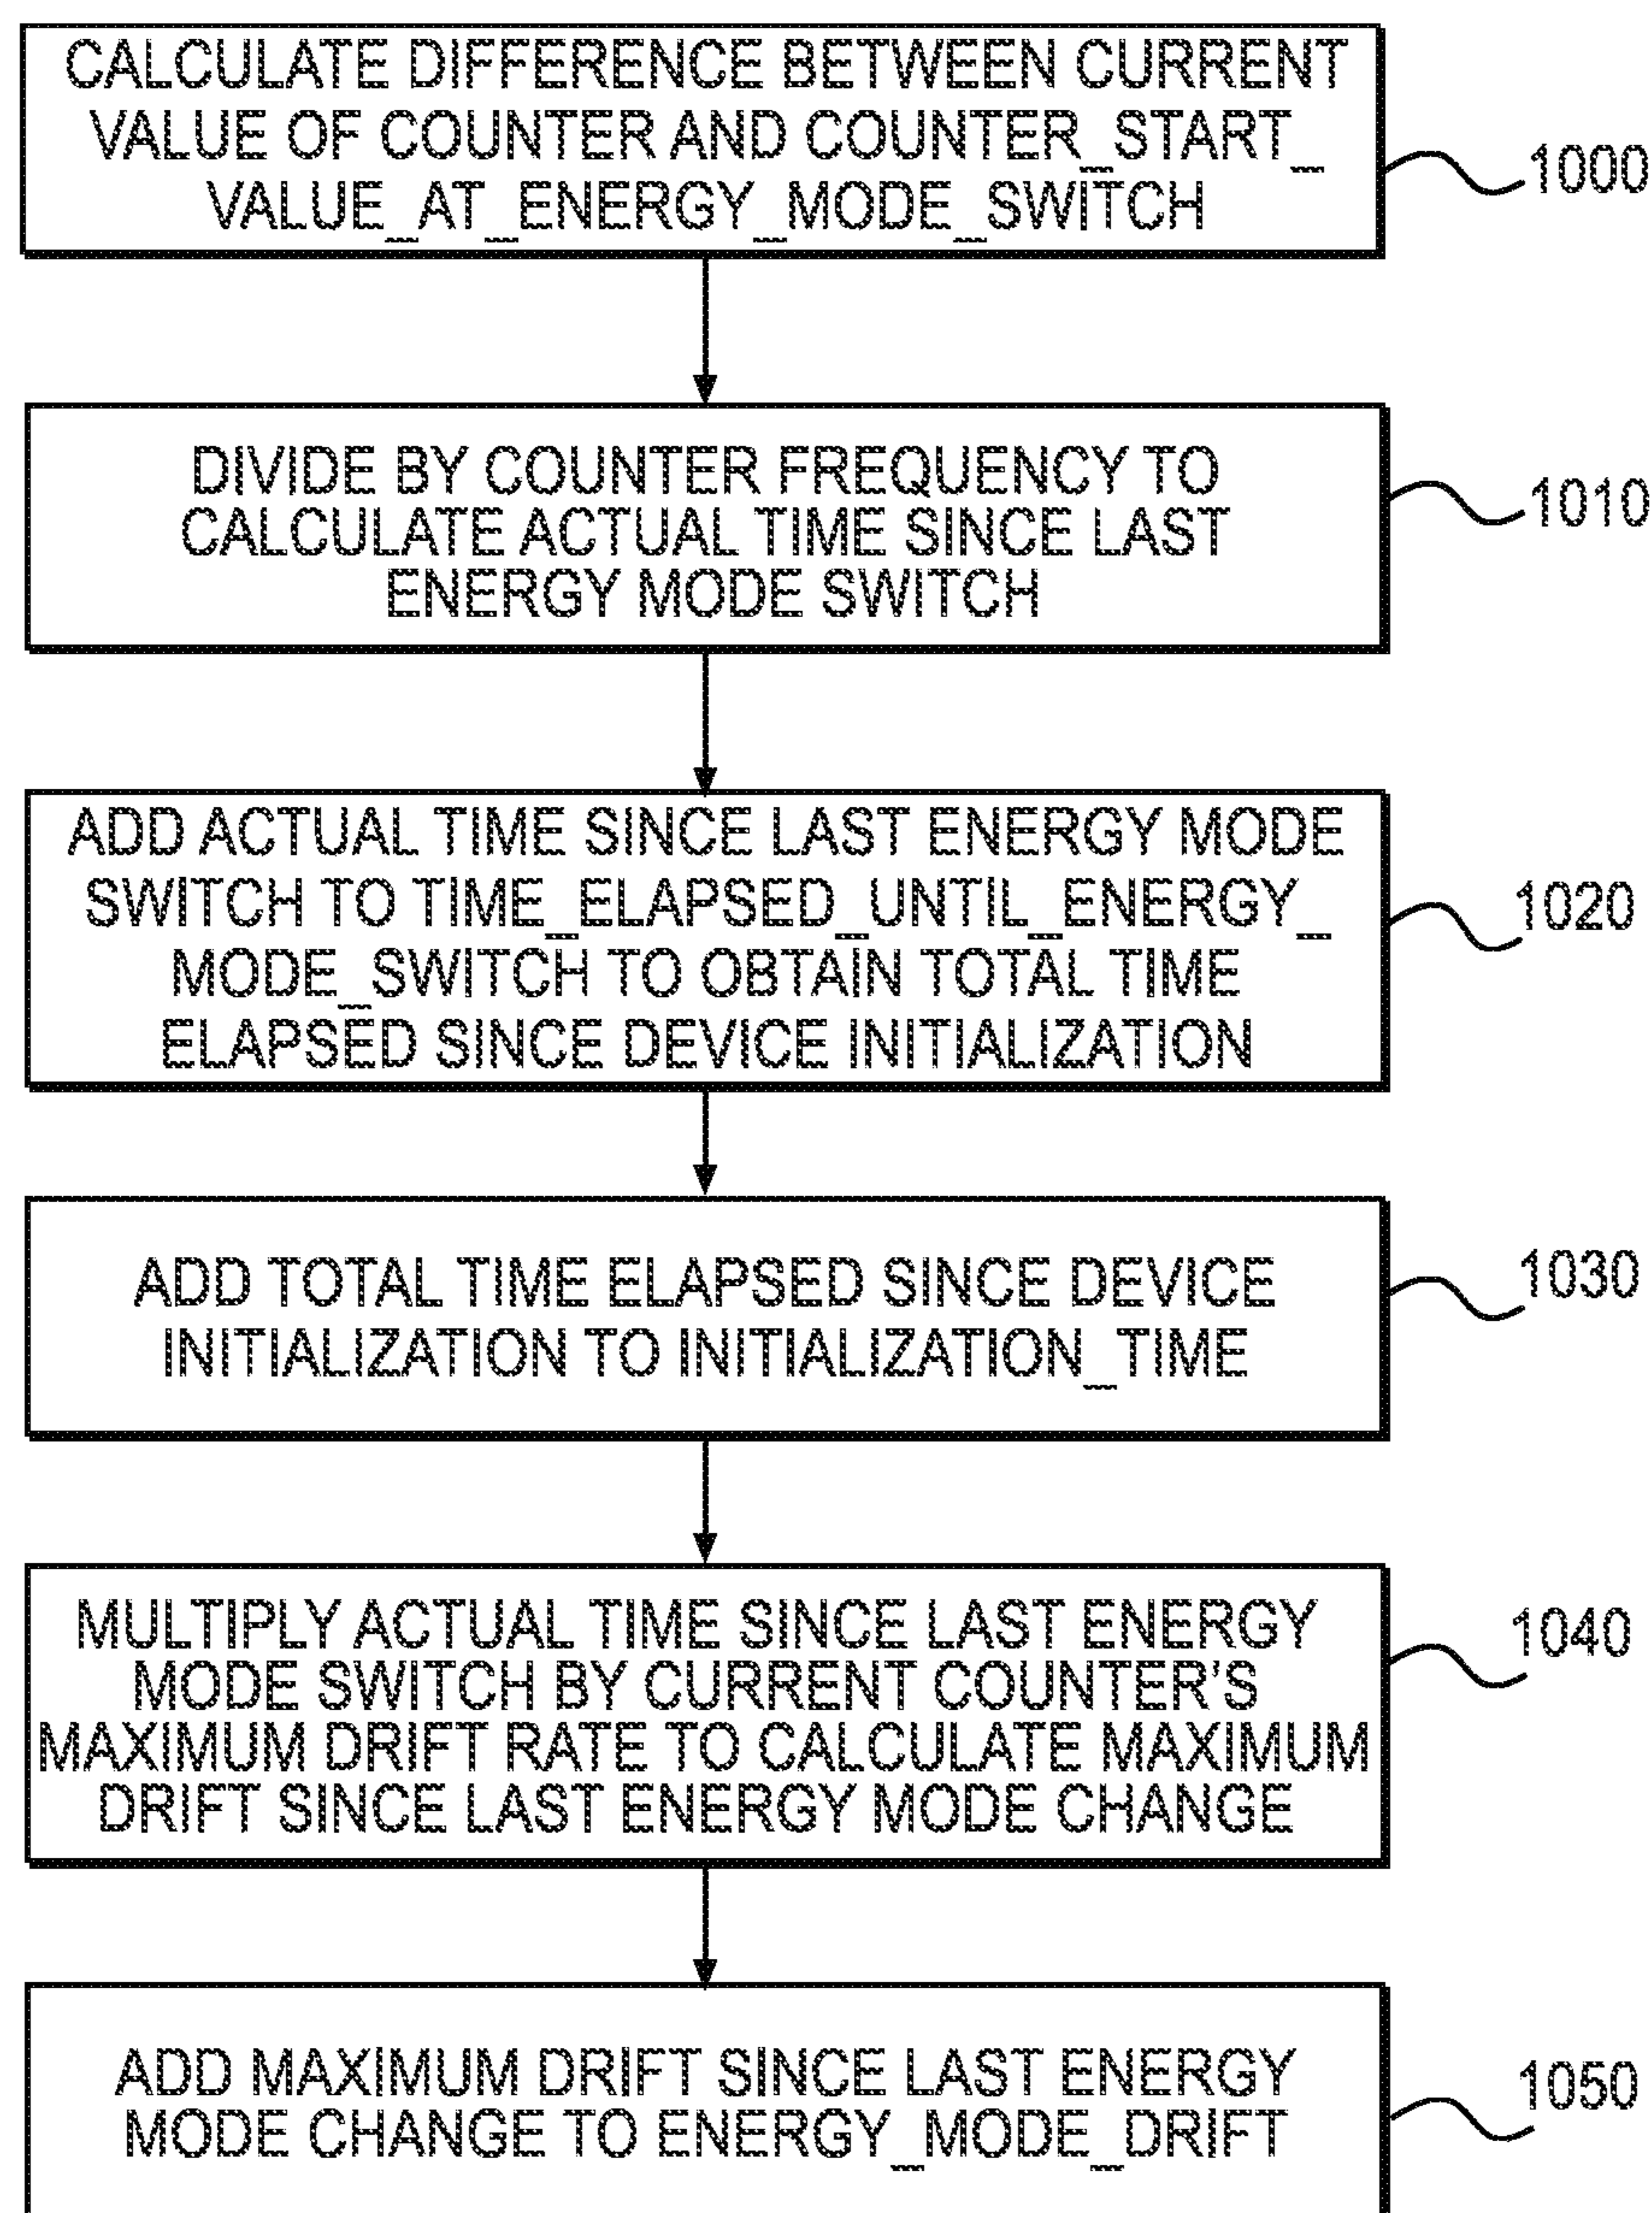 CALCULATE DIFFERENCE BETWEEN CURRENT
VALUE OF COUNTER AND COUNTER_START_
VALUE_AT_ENERGY_MODE_SWITCH
1000
DIVIDE BY COUNTER FREQUENCY TO
CALCULATE ACTUAL TIME SINCE LAST
ENERGY MODE SWITCH
1010
ADD ACTUAL TIME SINCE LAST ENERGY MODE
SWITCH TO TIME_ELAPSED_UNTIL_ENERGY_
MODE_SWITCH TO OBTAIN TOTAL TIME
ELAPSED SINCE DEVICE INITIALIZATION
1020
ADD TOTAL TIME ELAPSED SINCE DEVICE
INITIALIZATION TO INITIALIZATION_TIME
1030
MULTIPLY ACTUAL TIME SINCE LAST ENERGY
MODE SWITCH BY CURRENT COUNTER'S
MAXIMUM DRIFT RATE TO CALCULATE MAXIMUM
DRIFT SINCE LAST ENERGY MODE CHANGE
1040
ADD MAXIMUM DRIFT SINCE LAST ENERGY
MODE CHANGE TO ENERGY_MODE_DRIFT
1050